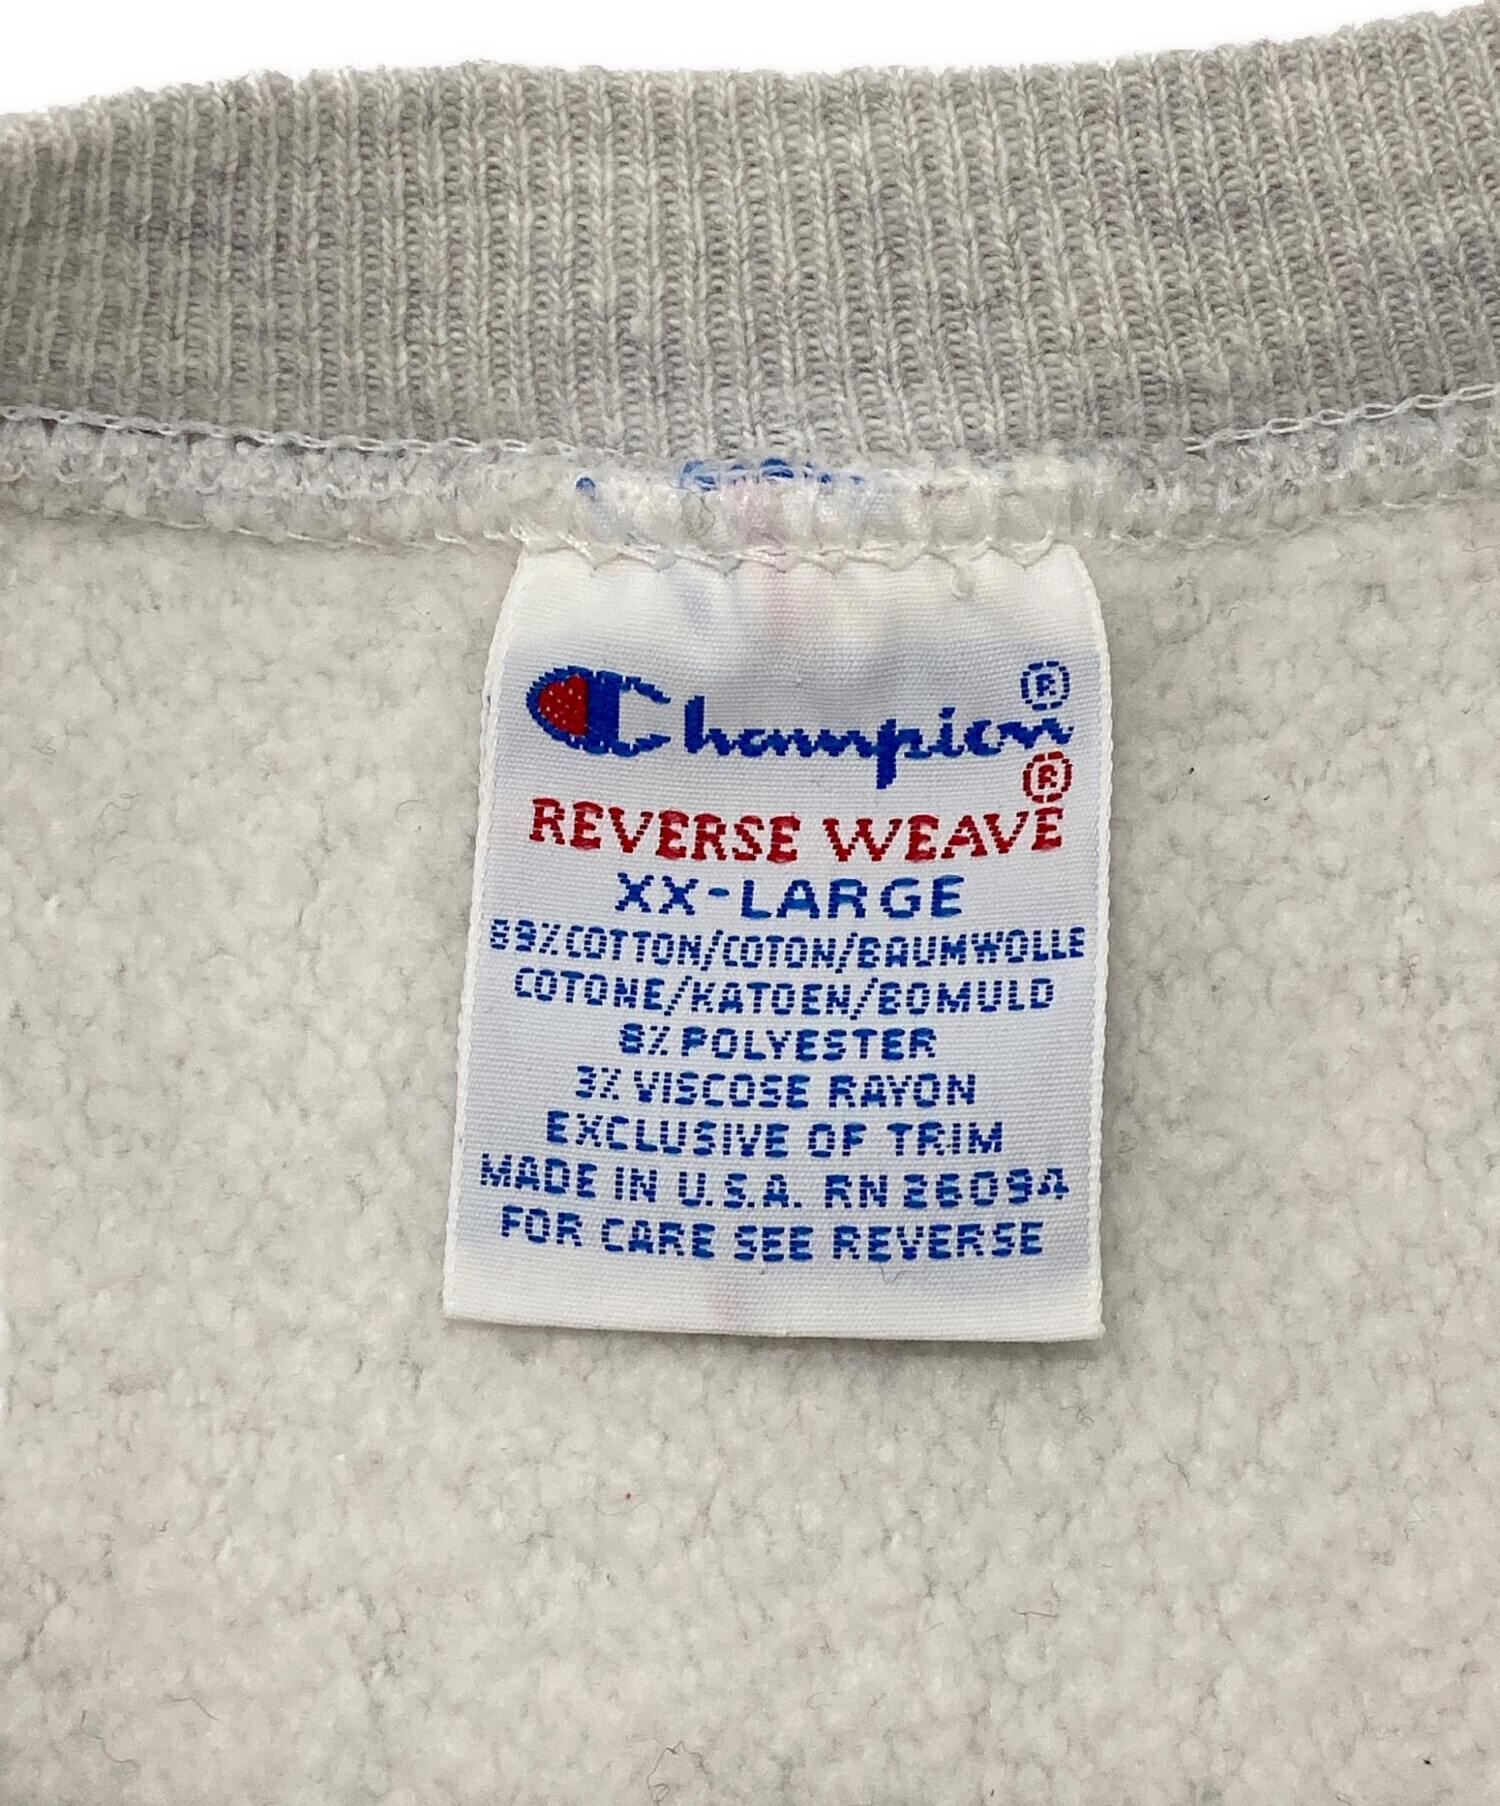 Champion®
REVERSE WEAVE®
XX-LARGE
89% COTTON/COTON/BAUMWOLLE
COTONE/KATOEN/BOMULD
8% POLYESTER
3% VISCOSE RAYON
EXCLUSIVE OF TRIM
MADE IN U.S.A. RN 26094
FOR CARE SEE REVERSE